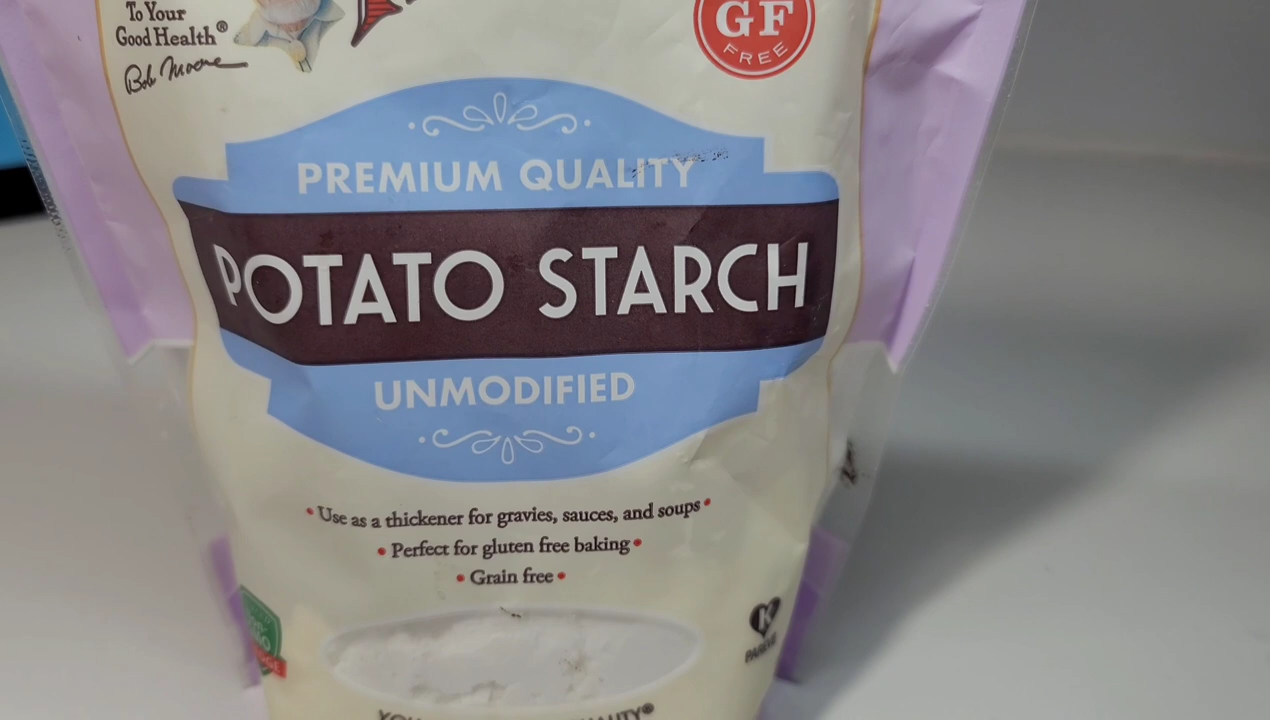 To Your
Good Health®
Bob Moore
GF
FREE
PREMIUM QUALITY
POTATO STARCH
UNMODIFIED
• Use as a thickener for gravies, sauces, and soups •
• Perfect for gluten free baking •
• Grain free •
K
PAREVE